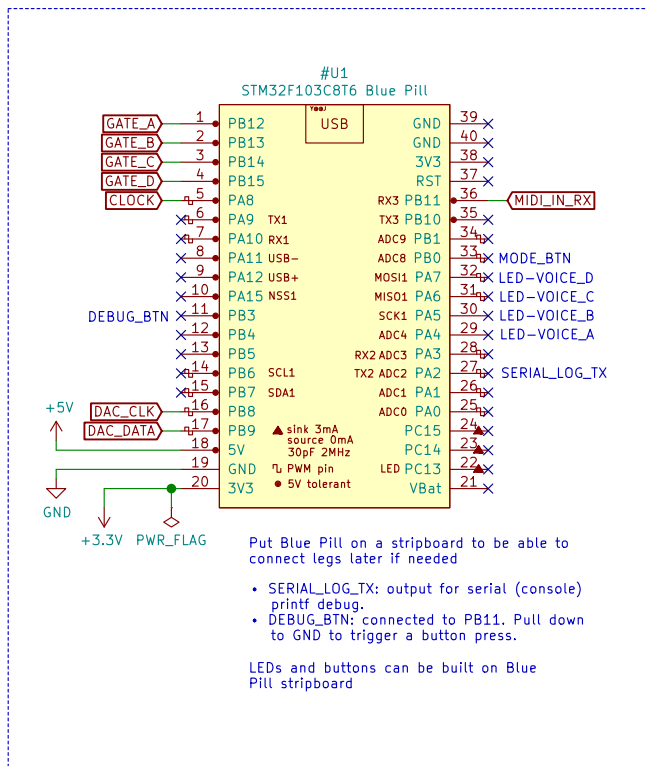 #U1
STM32F103C8T6 Blue Pill
USB
GATE_A 1 PB12 GND 39
GATE_B 2 PB13 GND 40
GATE_C 3 PB14 3V3 38
GATE_D 4 PB15 RST 37
CLOCK 5 PA8 RX3 PB11 36 MIDI_IN_RX
6 PA9 TX1 TX3 PB10 35
7 PA10 RX1 ADC9 PB1 34
8 PA11 USB- ADC8 PB0 33 MODE_BTN
9 PA12 USB+ MOSI1 PA7 32 LED-VOICE_D
10 PA15 NSS1 MISO1 PA6 31 LED-VOICE_C
DEBUG_BTN 11 PB3 SCK1 PA5 30 LED-VOICE_B
12 PB4 ADC4 PA4 29 LED-VOICE_A
13 PB5 RX2 ADC3 PA3 28
14 PB6 SCL1 TX2 ADC2 PA2 27 SERIAL_LOG_TX
15 PB7 SDA1 ADC1 PA1 26
DAC_CLK 16 PB8 ADC0 PA0 25
DAC_DATA 17 PB9 PC15 24
+5V 18 5V PC14 23
19 GND LED PC13 22
20 3V3 VBat 21
sink 3mA
source 0mA
30pF 2MHz
PWM pin
5V tolerant
GND
+3.3V PWR_FLAG
Put Blue Pill on a stripboard to be able to
connect legs later if needed
• SERIAL_LOG_TX: output for serial (console)
printf debug.
• DEBUG_BTN: connected to PB11. Pull down
to GND to trigger a button press.
LEDs and buttons can be built on Blue
Pill stripboard